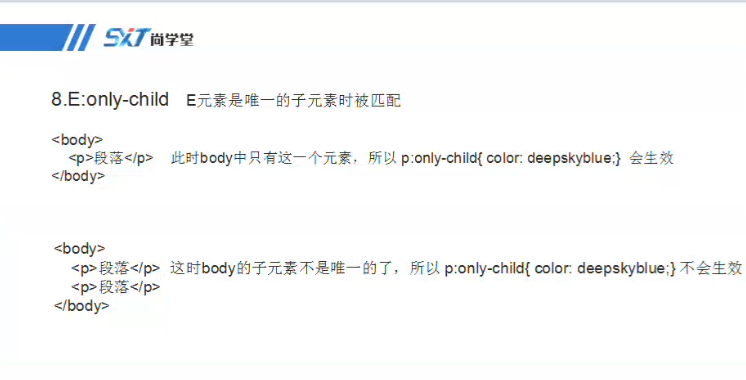 SXT尚学堂
8.E:only-child E元素是唯一的子元素时被匹配
<body>
<p>段落</p> 此时body中只有这一个元素，所以 p:only-child{ color: deepskyblue;} 会生效
</body>
<body>
<p>段落</p> 这时body的子元素不是唯一的了，所以 p:only-child{ color: deepskyblue;} 不会生效
<p>段落</p>
</body>